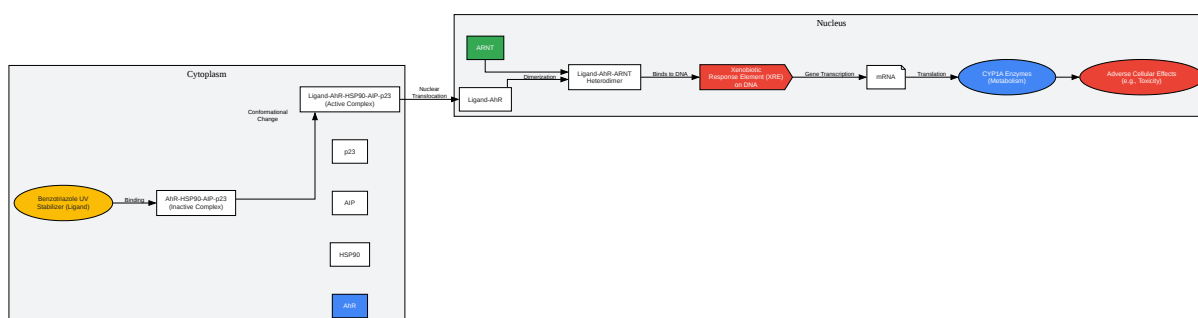 Nucleus
ARNT
Ligand-AhR
Dimerization
Ligand-AhR-ARNT
Heterodimer
Binds to DNA
Xenobiotic
Response Element (XRE)
on DNA
Gene Transcription
mRNA
Translation
CYP1A Enzymes
(Metabolism)
Adverse Cellular Effects
(e.g., Toxicity)
Cytoplasm
Ligand-AhR-HSP90-AIP-p23
(Active Complex)
Nuclear
Translocation
Conformational
Change
p23
Benzotriazole UV
Stabilizer (Ligand)
Binding
AhR-HSP90-AIP-p23
(Inactive Complex)
AIP
HSP90
AhR